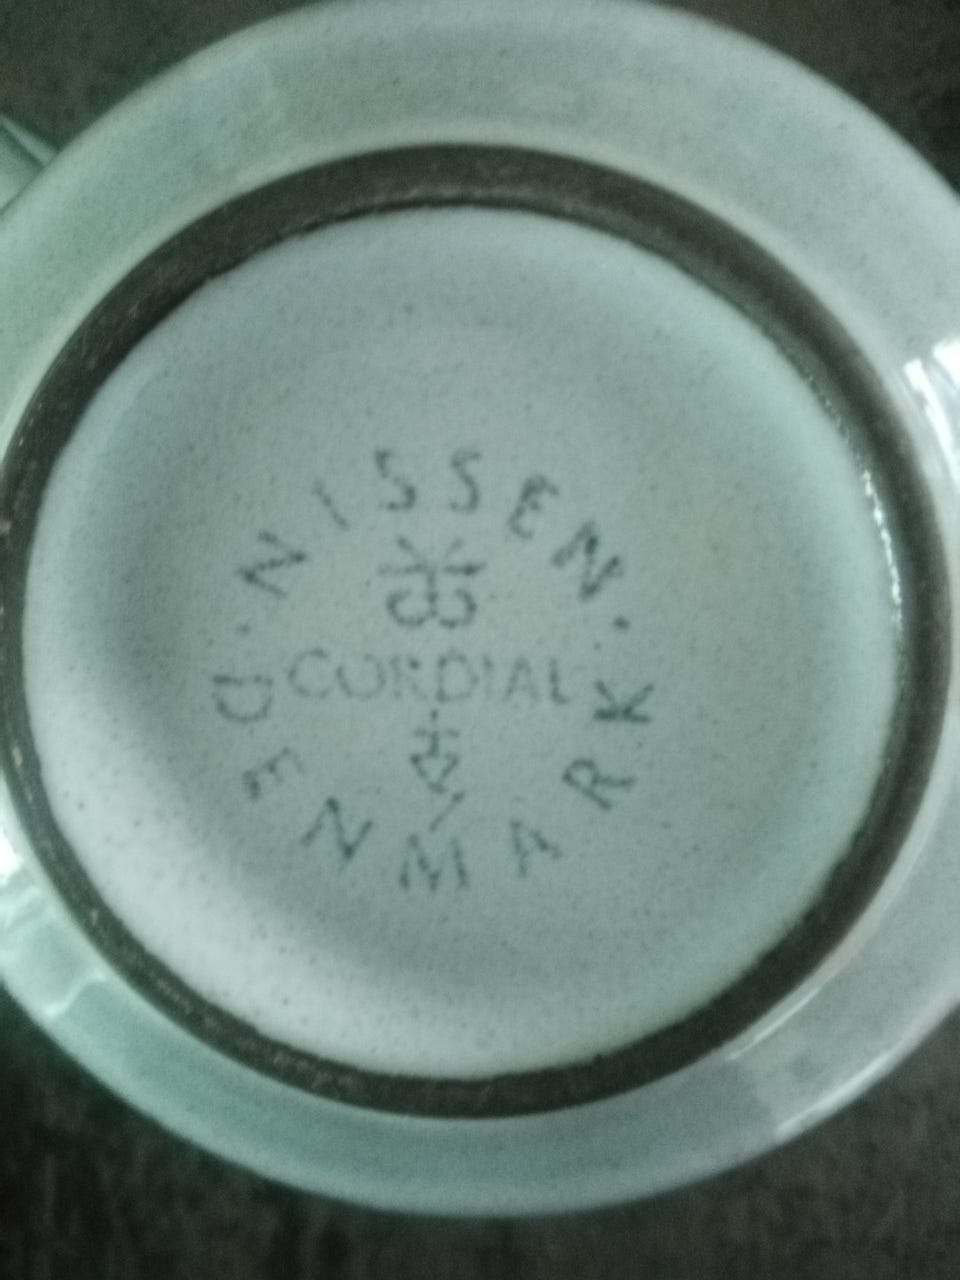 · NISSEN ·
CORDIAL
DENMARK